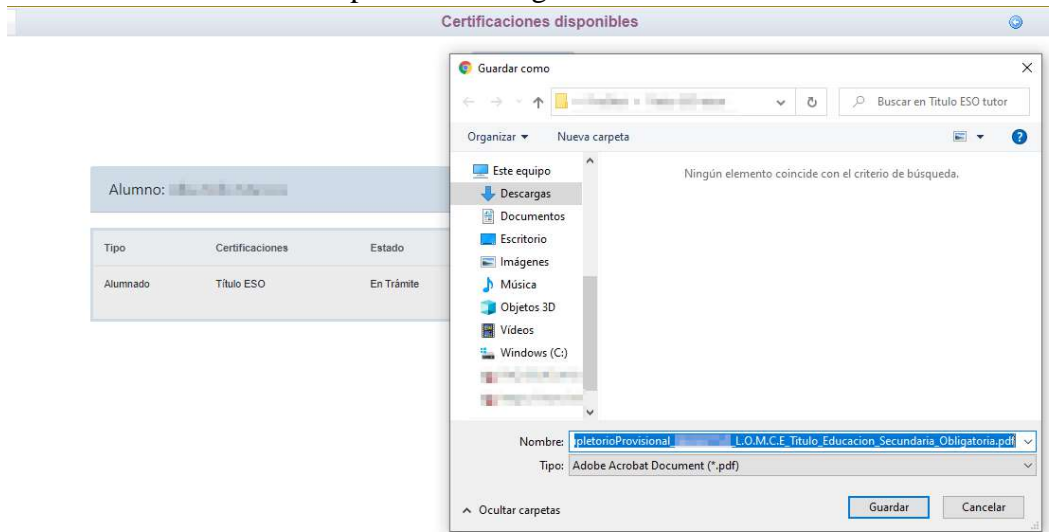 Certificaciones disponibles
Guardar como
Buscar en Titulo ESO tutor
Organizar
Nueva carpeta
Este equipo
Descargas
Documentos
Escritorio
Imágenes
Música
Objetos 3D
Vídeos
Windows (C:)
Ningún elemento coincide con el criterio de búsqueda.
Alumno:
Tipo Certificaciones Estado
Alumnado Título ESO En Trámite
Nombre: pletorioProvisional_ _L.O.M.C.E_Titulo_Educacion_Secundaria_Obligatoria.pdf
Tipo: Adobe Acrobat Document (*.pdf)
Ocultar carpetas
Guardar
Cancelar